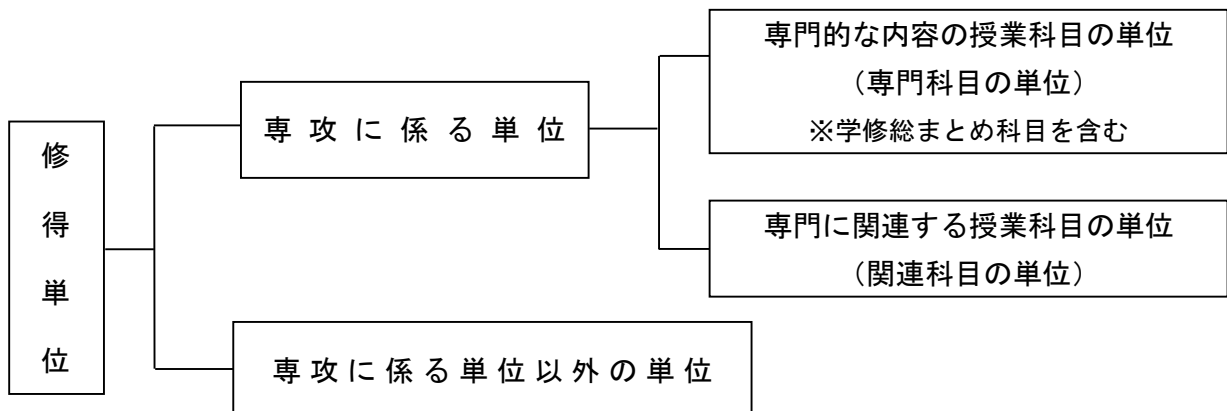 修得単位
専攻に係る単位
専門的な内容の授業科目の単位
（専門科目の単位）
※学修総まとめ科目を含む
専門に関連する授業科目の単位
（関連科目の単位）
専攻に係る単位以外の単位